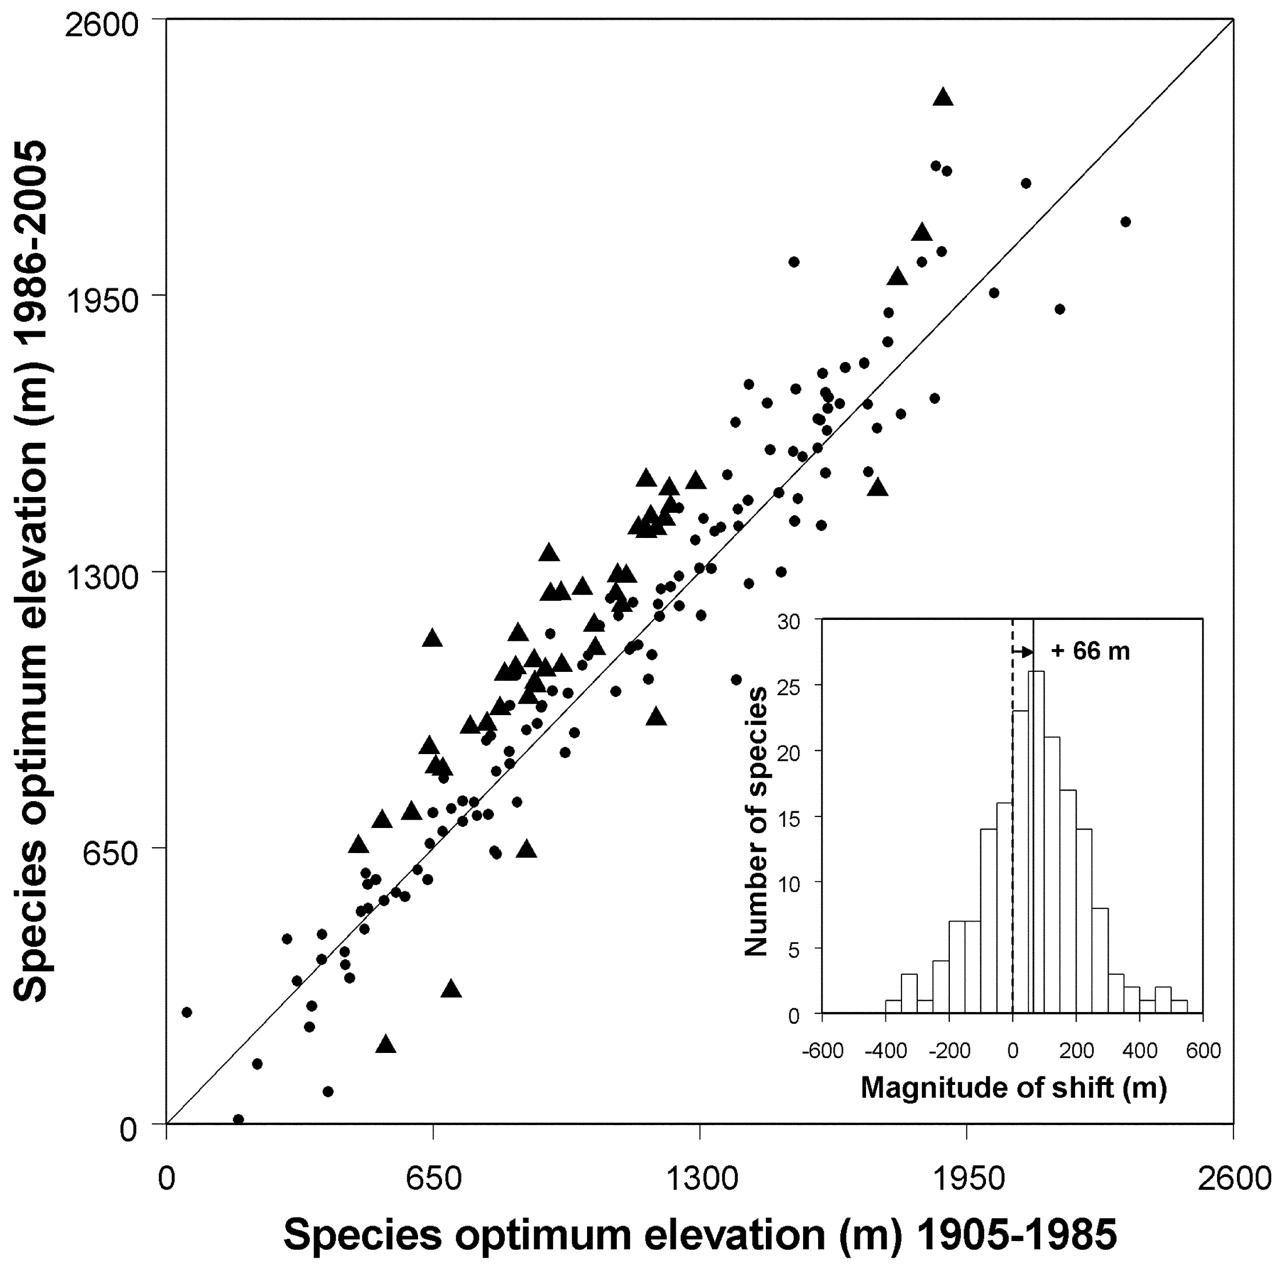 2600
1950
1300
650
0
Species optimum elevation (m) 1986-2005
0 650 1300 1950 2600
Species optimum elevation (m) 1905-1985
30
25
20
15
10
5
0
Number of species
+ 66 m
-600 -400 -200 0 200 400 600
Magnitude of shift (m)